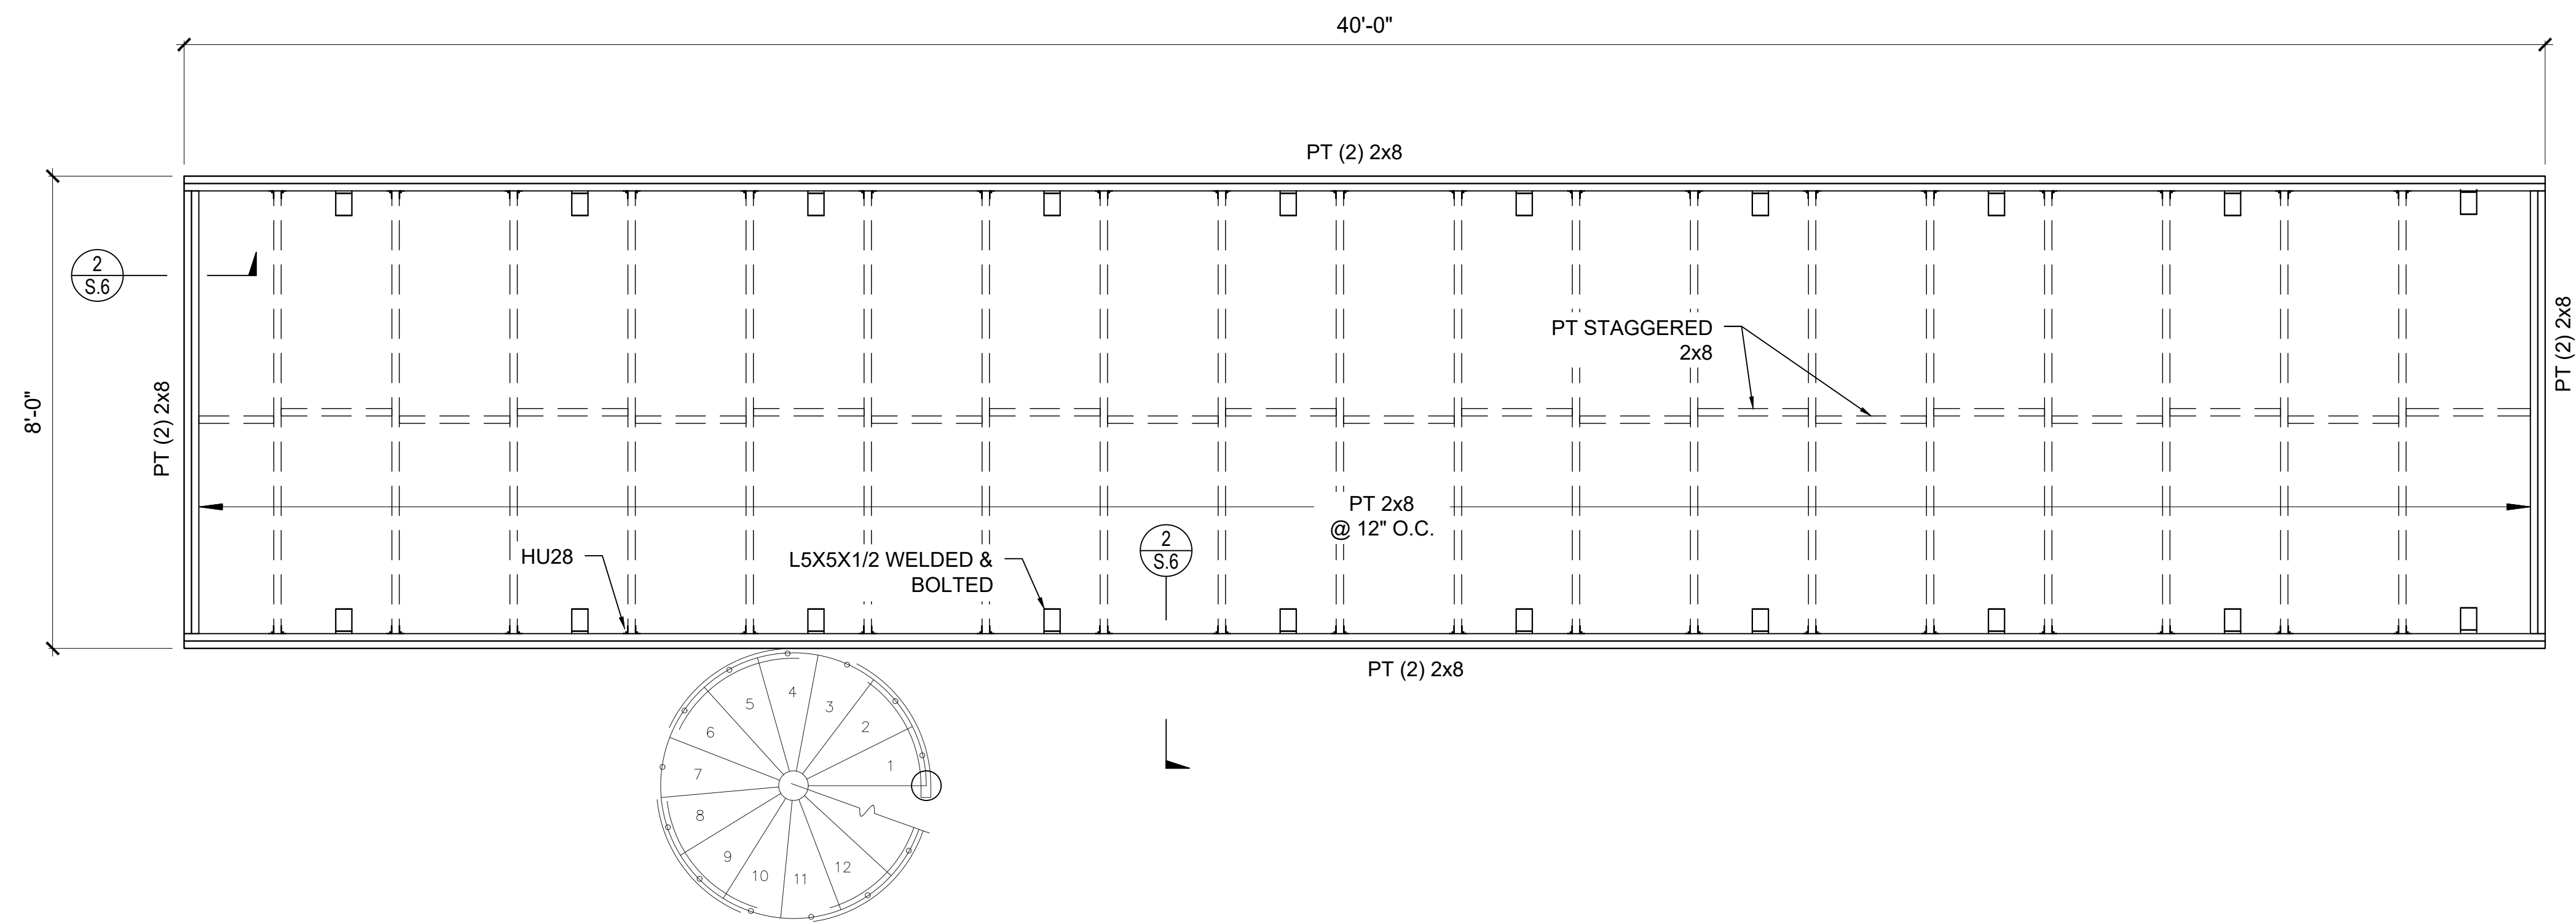 40'-0"
PT (2) 2x8
2
S.6
PT STAGGERED
2x8
8'-0"
PT (2) 2x8
PT (2) 2x8
PT 2x8
@ 12" O.C.
HU28
L5X5X1/2 WELDED &
BOLTED
2
S.6
PT (2) 2x8
1
2
3
4
5
6
7
8
9
10
11
12